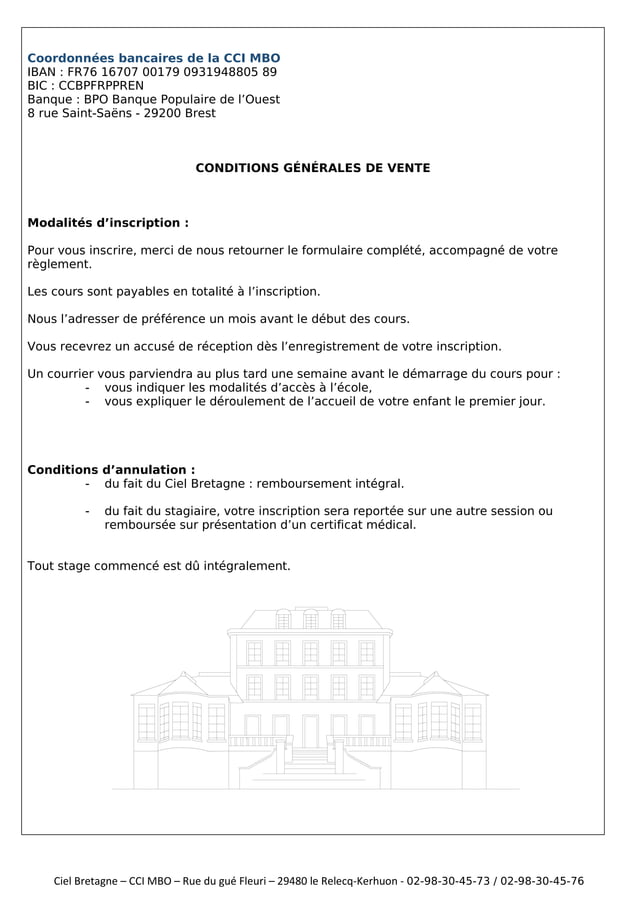 Coordonnées bancaires de la CCI MBO
IBAN : FR76 16707 00179 0931948805 89
BIC : CCBPFRPPREN
Banque : BPO Banque Populaire de l’Ouest
8 rue Saint-Saëns - 29200 Brest
CONDITIONS GÉNÉRALES DE VENTE
Modalités d’inscription :
Pour vous inscrire, merci de nous retourner le formulaire complété, accompagné de votre
règlement.
Les cours sont payables en totalité à l’inscription.
Nous l’adresser de préférence un mois avant le début des cours.
Vous recevrez un accusé de réception dès l’enregistrement de votre inscription.
Un courrier vous parviendra au plus tard une semaine avant le démarrage du cours pour :
- vous indiquer les modalités d’accès à l’école,
- vous expliquer le déroulement de l’accueil de votre enfant le premier jour.
Conditions d’annulation :
- du fait du Ciel Bretagne : remboursement intégral.
- du fait du stagiaire, votre inscription sera reportée sur une autre session ou
remboursée sur présentation d’un certificat médical.
Tout stage commencé est dû intégralement.
Ciel Bretagne – CCI MBO – Rue du gué Fleuri – 29480 le Relecq-Kerhuon - 02-98-30-45-73 / 02-98-30-45-76